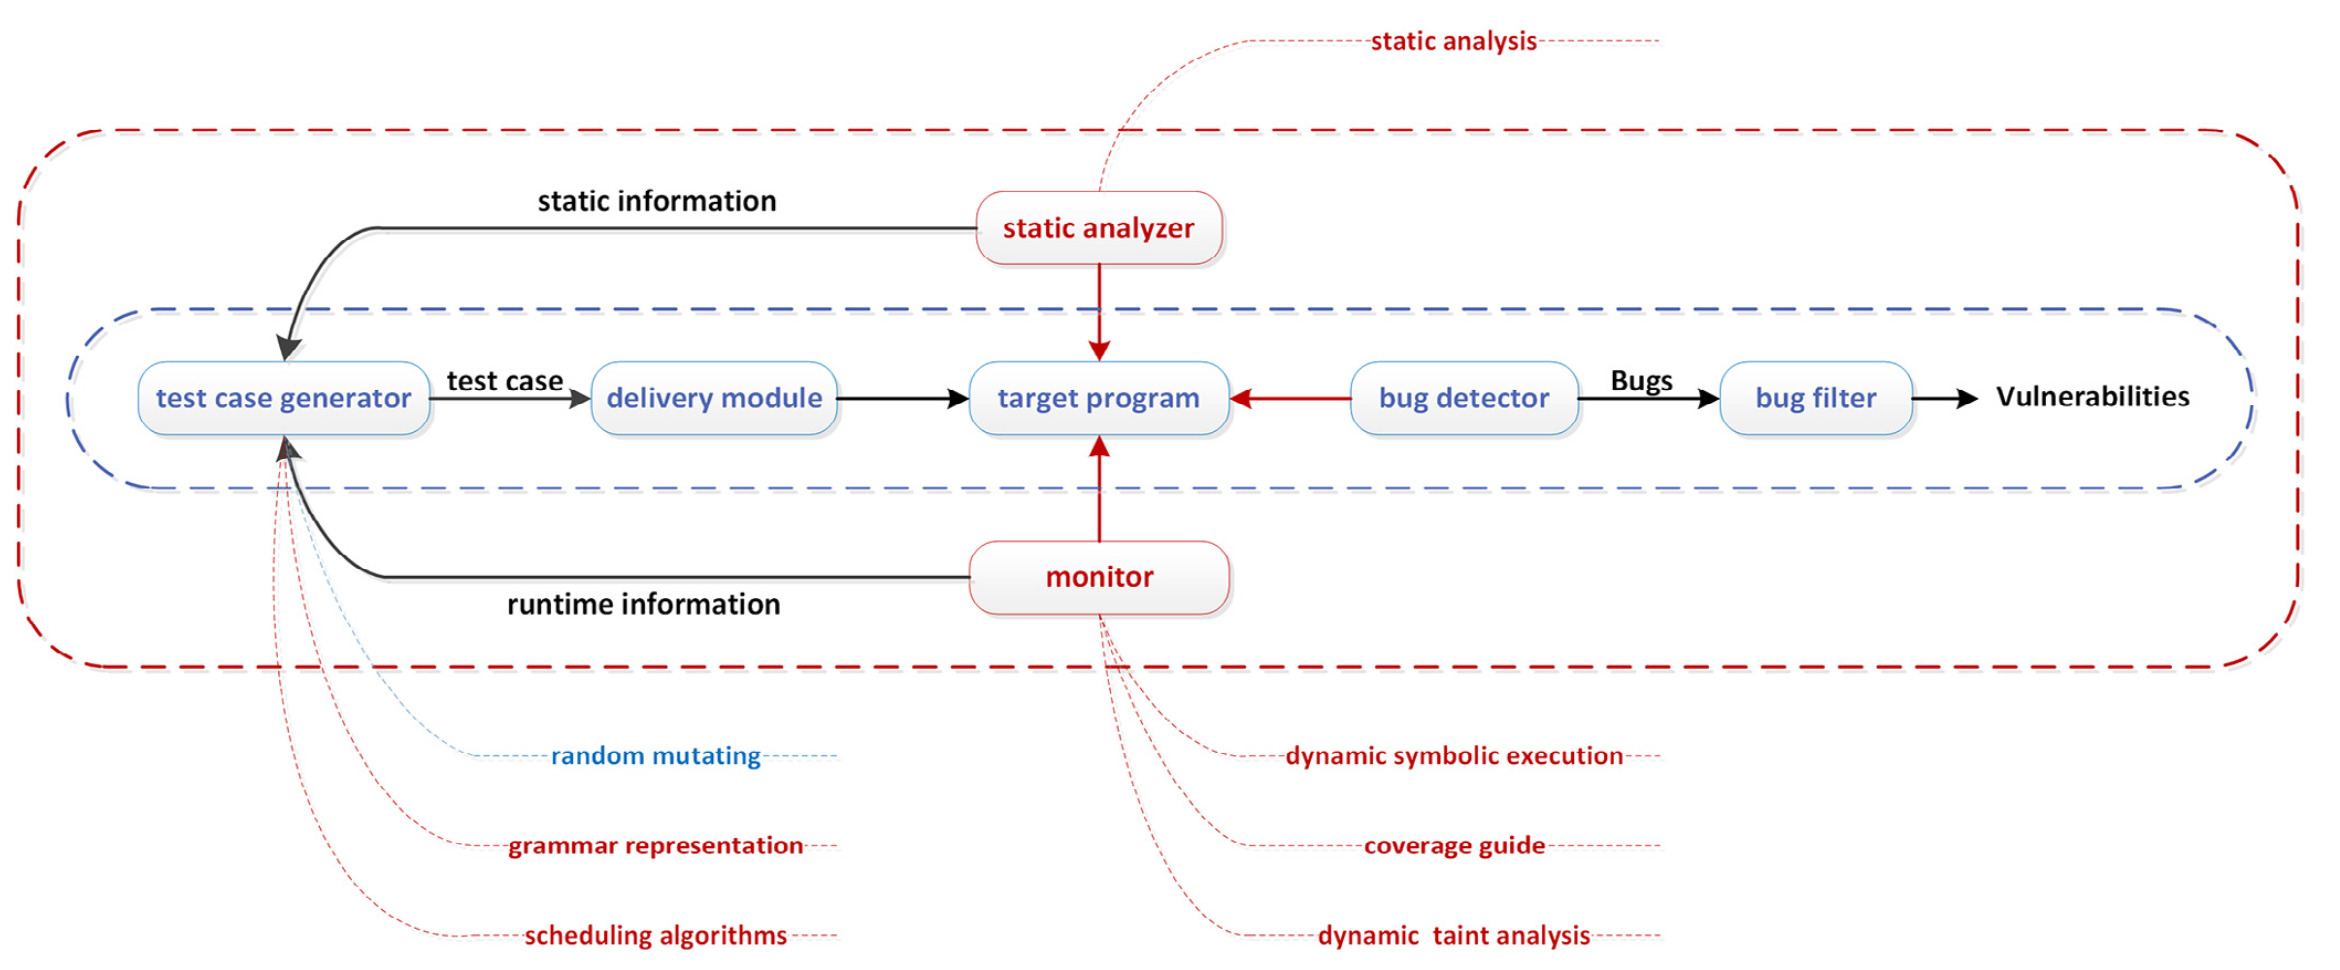 static analysis
static information
static analyzer
test case generator
test case
delivery module
target program
bug detector
Bugs
bug filter
Vulnerabilities
monitor
runtime information
random mutating
dynamic symbolic execution
grammar representation
coverage guide
scheduling algorithms
dynamic taint analysis